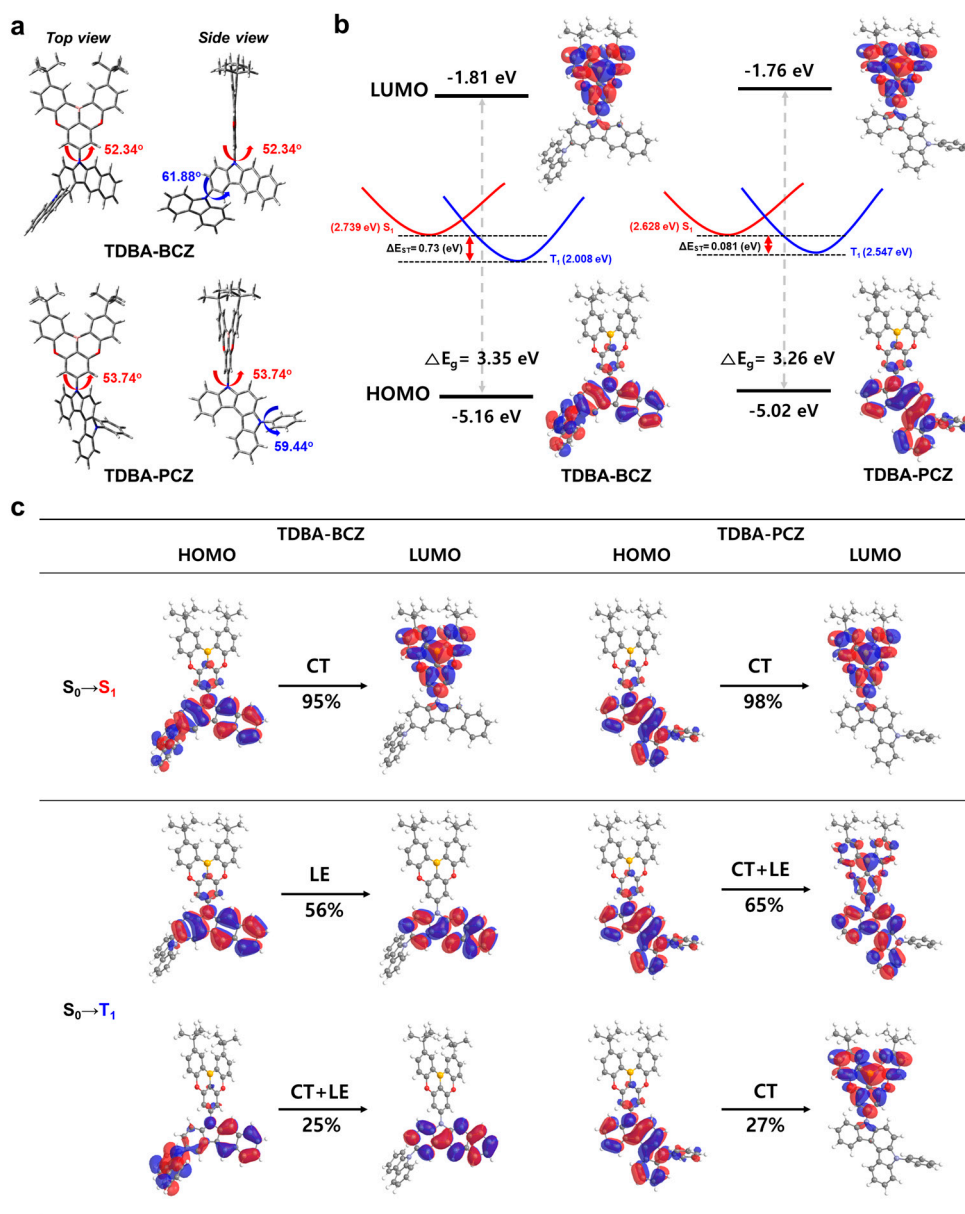 a
Top view
Side view
52.34°
52.34°
61.88°
TDBA-BCZ
53.74°
53.74°
59.44°
TDBA-PCZ
b
LUMO
-1.81 eV
-1.76 eV
(2.739 eV) S1
ΔEST= 0.73 (eV)
T1 (2.008 eV)
(2.628 eV) S1
ΔEST= 0.081 (eV)
T1 (2.547 eV)
△Eg= 3.35 eV
△Eg= 3.26 eV
HOMO
-5.16 eV
-5.02 eV
TDBA-BCZ
TDBA-PCZ
c
TDBA-BCZ
TDBA-PCZ
HOMO
LUMO
HOMO
LUMO
S0→S1
CT
95%
CT
98%
S0→T1
LE
56%
CT+LE
65%
CT+LE
25%
CT
27%